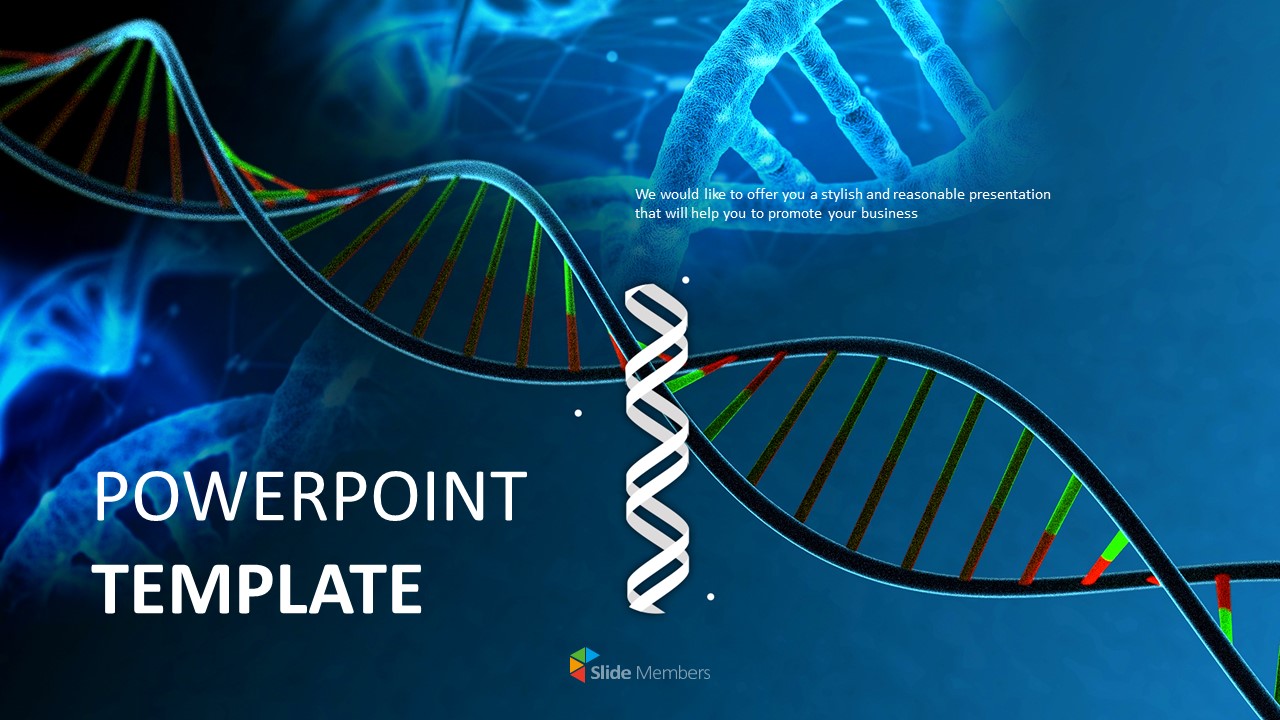 We would like to offer you a stylish and reasonable presentation
that will help you to promote your business
POWERPOINT
TEMPLATE
Slide Members